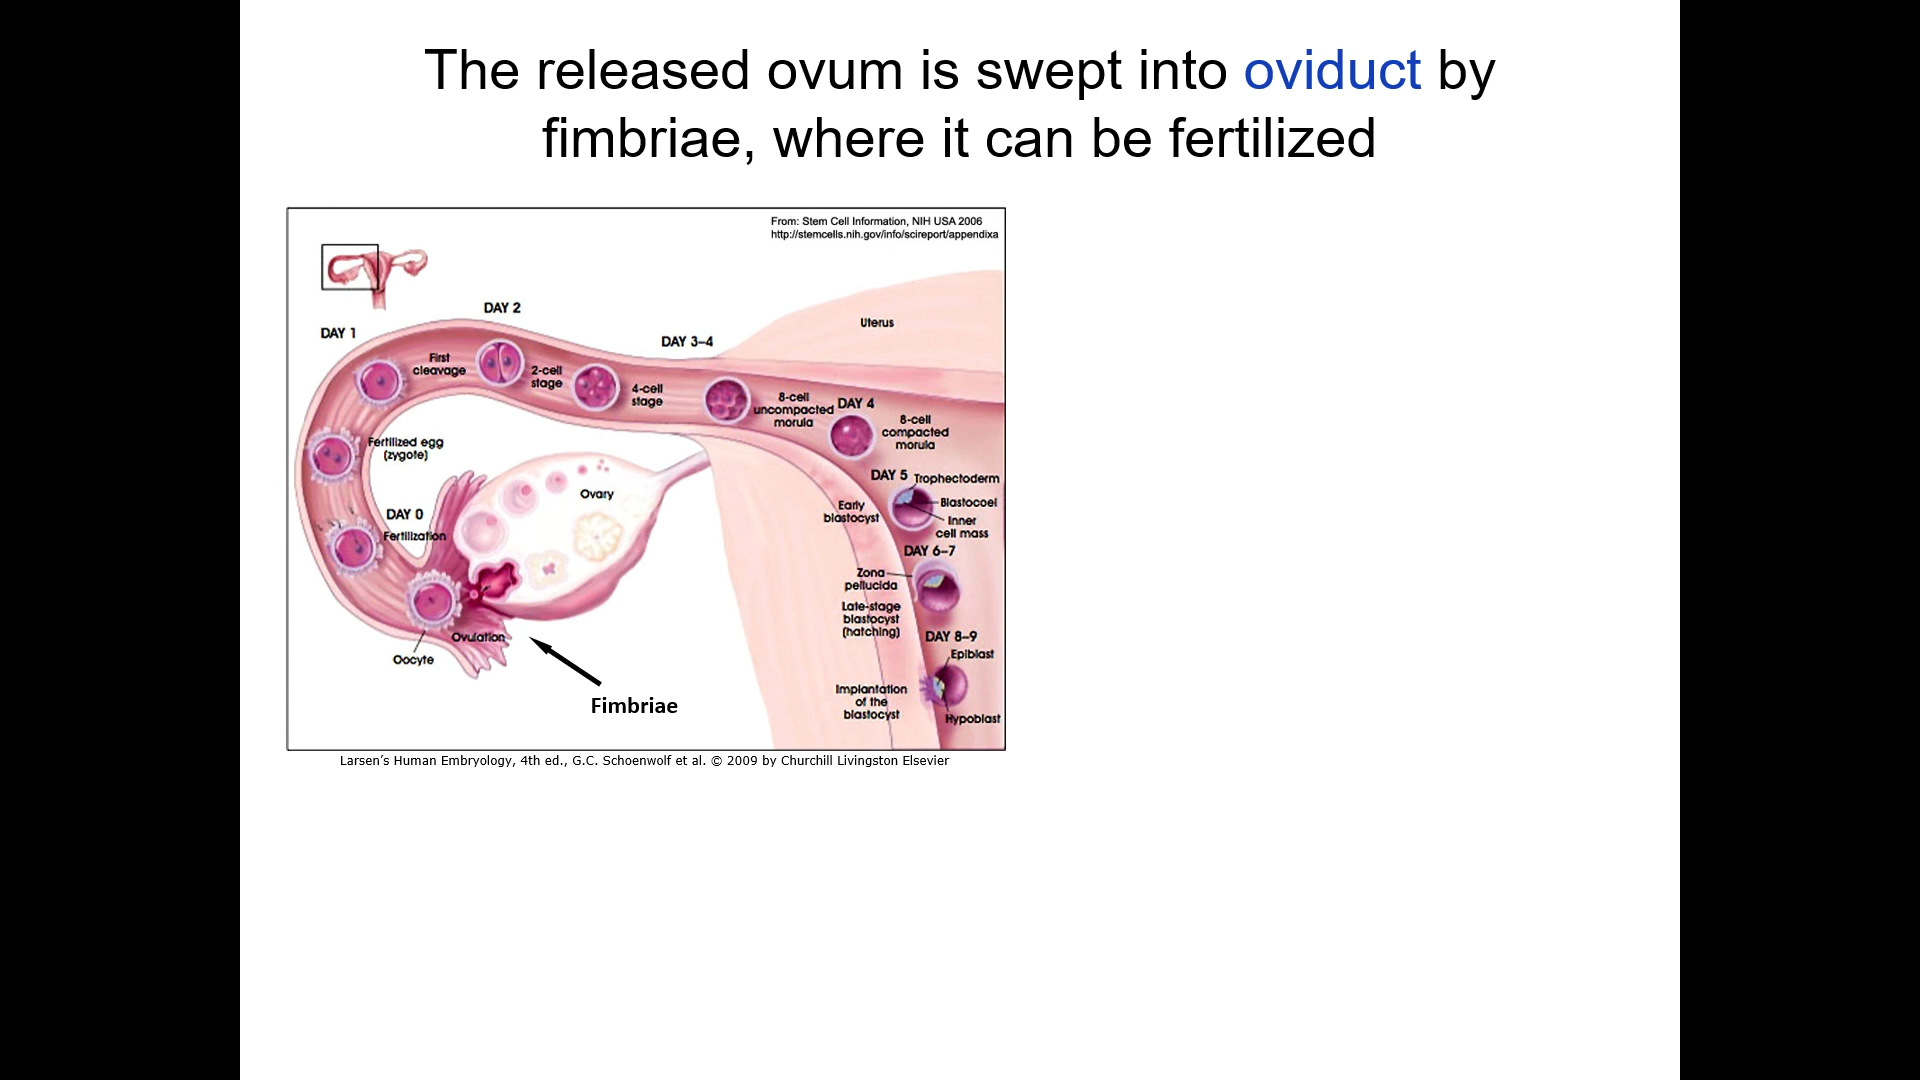 The released ovum is swept into oviduct by
fimbriae, where it can be fertilized
From: Stem Cell Information, NIH USA 2006
http://stemcells.nih.gov/info/scireport/appendixa
DAY 1
DAY 2
DAY 3–4
Uterus
First
cleavage
2-cell
stage
4-cell
stage
8-cell
uncompacted
morula
DAY 4
8-cell
compacted
morula
Fertilized egg
(zygote)
DAY 0
Fertilization
Ovary
DAY 5
Trophectoderm
Early
blastocyst
Blastocoel
Inner
cell mass
DAY 6–7
Zona
pellucida
Late-stage
blastocyst
(hatching)
DAY 8–9
Epiblast
Implantation
of the
blastocyst
Hypoblast
Ovulation
Oocyte
Fimbriae
Larsen’s Human Embryology, 4th ed., G.C. Schoenwolf et al. © 2009 by Churchill Livingston Elsevier